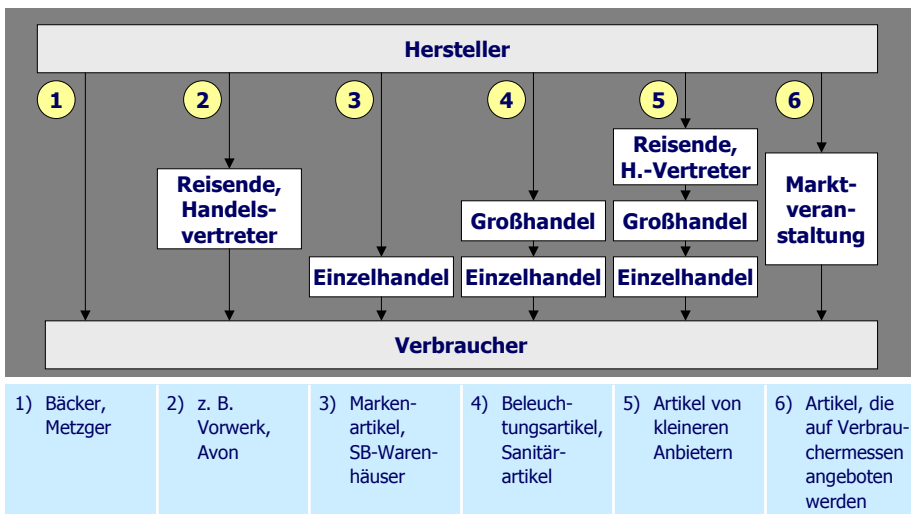 Hersteller
1
2
3
4
5
6
Reisende,
Handels-
vertreter
Einzelhandel
Großhandel
Einzelhandel
Reisende,
H.-Vertreter
Großhandel
Einzelhandel
Markt-
veran-
staltung
Verbraucher
1) Bäcker,
Metzger
2) z. B.
Vorwerk,
Avon
3) Marken-
artikel,
SB-Waren-
häuser
4) Beleuch-
tungsartikel,
Sanitär-
artikel
5) Artikel von
kleineren
Anbietern
6) Artikel, die
auf Verbrau-
chermessen
angeboten
werden